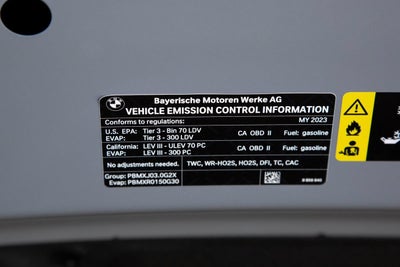 Bayerische Motoren Werke AG
VEHICLE EMISSION CONTROL INFORMATION
Conforms to regulations: MY 2023
U.S. EPA: Tier 3 - Bin 70 LDV CA OBD II Fuel: gasoline
EVAP: Tier 3 - 300 LDV
California: LEV III - ULEV 70 PC CA OBD II Fuel: gasoline
EVAP: LEV III - 300 PC
No adjustments needed. TWC, WR-HO2S, HO2S, DFI, TC, CAC
Group: PBMXJ03.0G2X
Evap: PBMXR0150G30